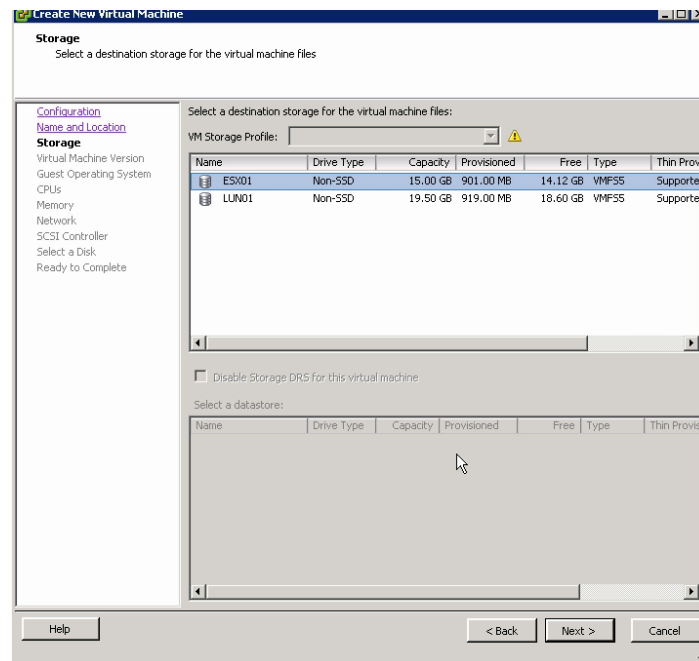 Create New Virtual Machine
Storage
Select a destination storage for the virtual machine files
Configuration
Name and Location
Storage
Virtual Machine Version
Guest Operating System
CPUs
Memory
Network
SCSI Controller
Select a Disk
Ready to Complete
Select a destination storage for the virtual machine files:
VM Storage Profile:
Name Drive Type Capacity Provisioned Free Type Thin Prov
ESX01 Non-SSD 15.00 GB 901.00 MB 14.12 GB VMFS5 Supporte
LUN01 Non-SSD 19.50 GB 919.00 MB 18.60 GB VMFS5 Supporte
Disable Storage DRS for this virtual machine
Select a datastore:
Name Drive Type Capacity Provisioned Free Type Thin Provis
Help < Back Next > Cancel